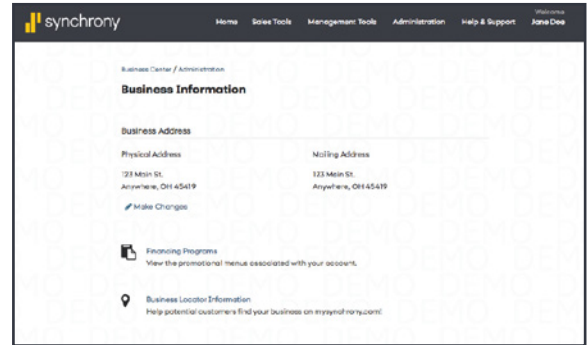 synchrony
Home Sales Tools Management Tools Administration Help & Support
Welcome
Jane Doe
Business Center / Administration
Business Information
Business Address
Physical Address
123 Main St.
Anywhere, OH 45419
Make Changes
Mailing Address
123 Main St.
Anywhere, OH 45419
Financing Programs
View the promotional menus associated with your account.
Business Locator Information
Help potential customers find your business on mysynchrony.com!
DEMO